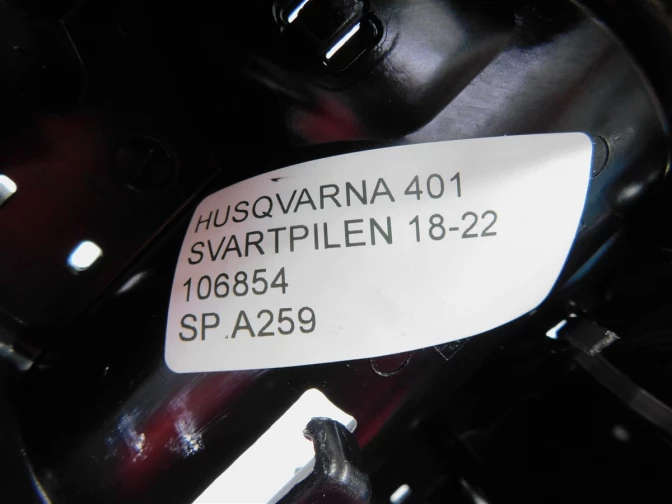 HUSQVARNA 401
SVARTPILEN 18-22
106854
SP.A259